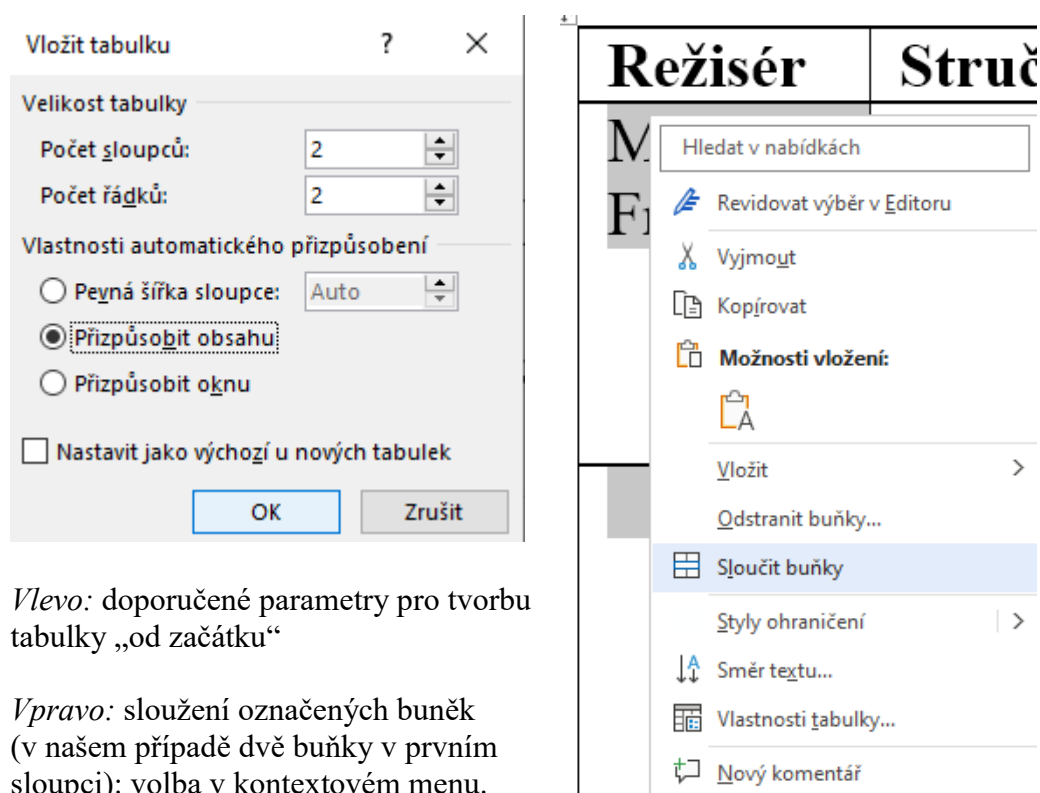 Vložit tabulku ? ×
Velikost tabulky
Počet sloupců: 2
Počet řádků: 2
Vlastnosti automatického přizpůsobení
Pevná šířka sloupce: Auto
Přizpůsobit obsahu
Přizpůsobit oknu
Nastavit jako výchozí u nových tabulek
OK Zrušit
Vlevo: doporučené parametry pro tvorbu
tabulky „od začátku“
Vpravo: sloužení označených buněk
(v našem případě dvě buňky v prvním
sloupci): volba v kontextovém menu.
Režisér Struč
M
Fr
Hledat v nabídkách
Revidovat výběr v Editoru
Vyjmout
Kopírovat
Možnosti vložení:
Vložit
Odstranit buňky...
Sloučit buňky
Styly ohraničení
Směr textu...
Vlastnosti tabulky...
Nový komentář